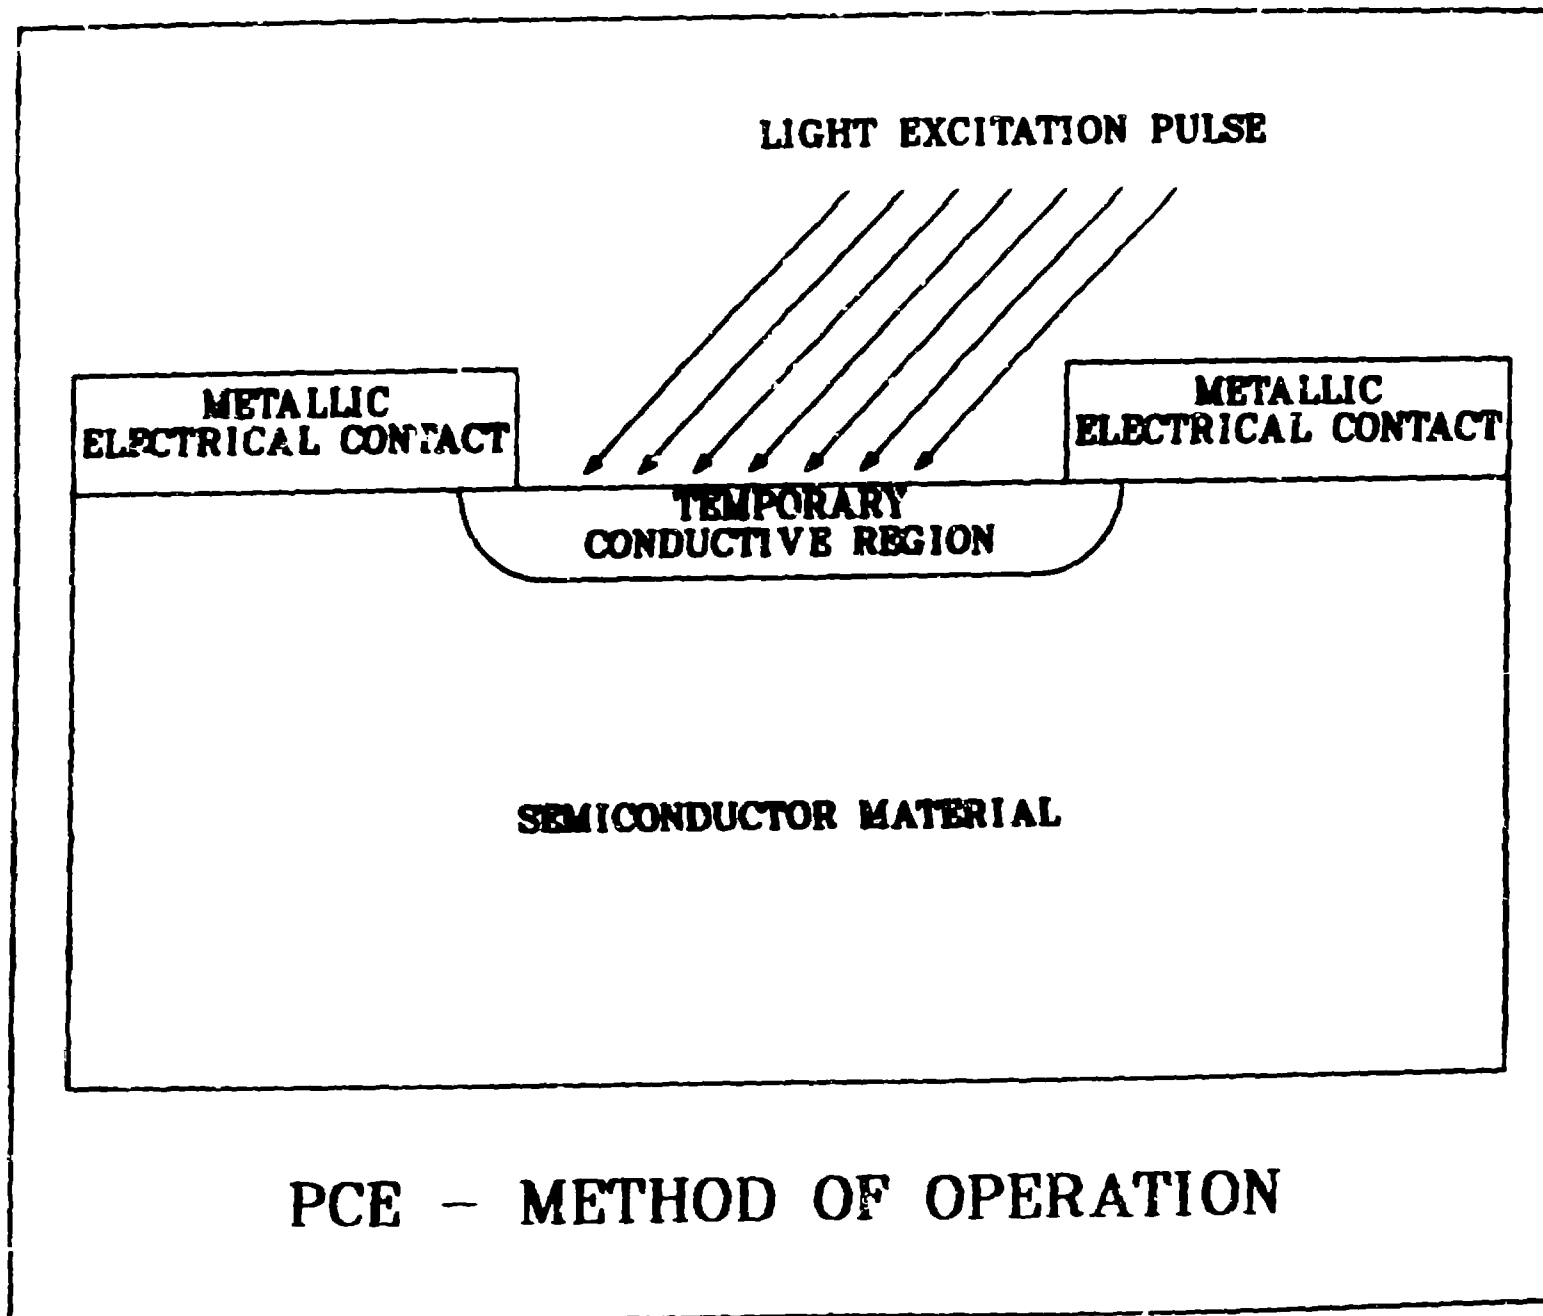 LIGHT EXCITATION PULSE
METALLIC
ELECTRICAL CONTACT
METALLIC
ELECTRICAL CONTACT
TEMPORARY
CONDUCTIVE REGION
SEMICONDUCTOR MATERIAL
PCE – METHOD OF OPERATION